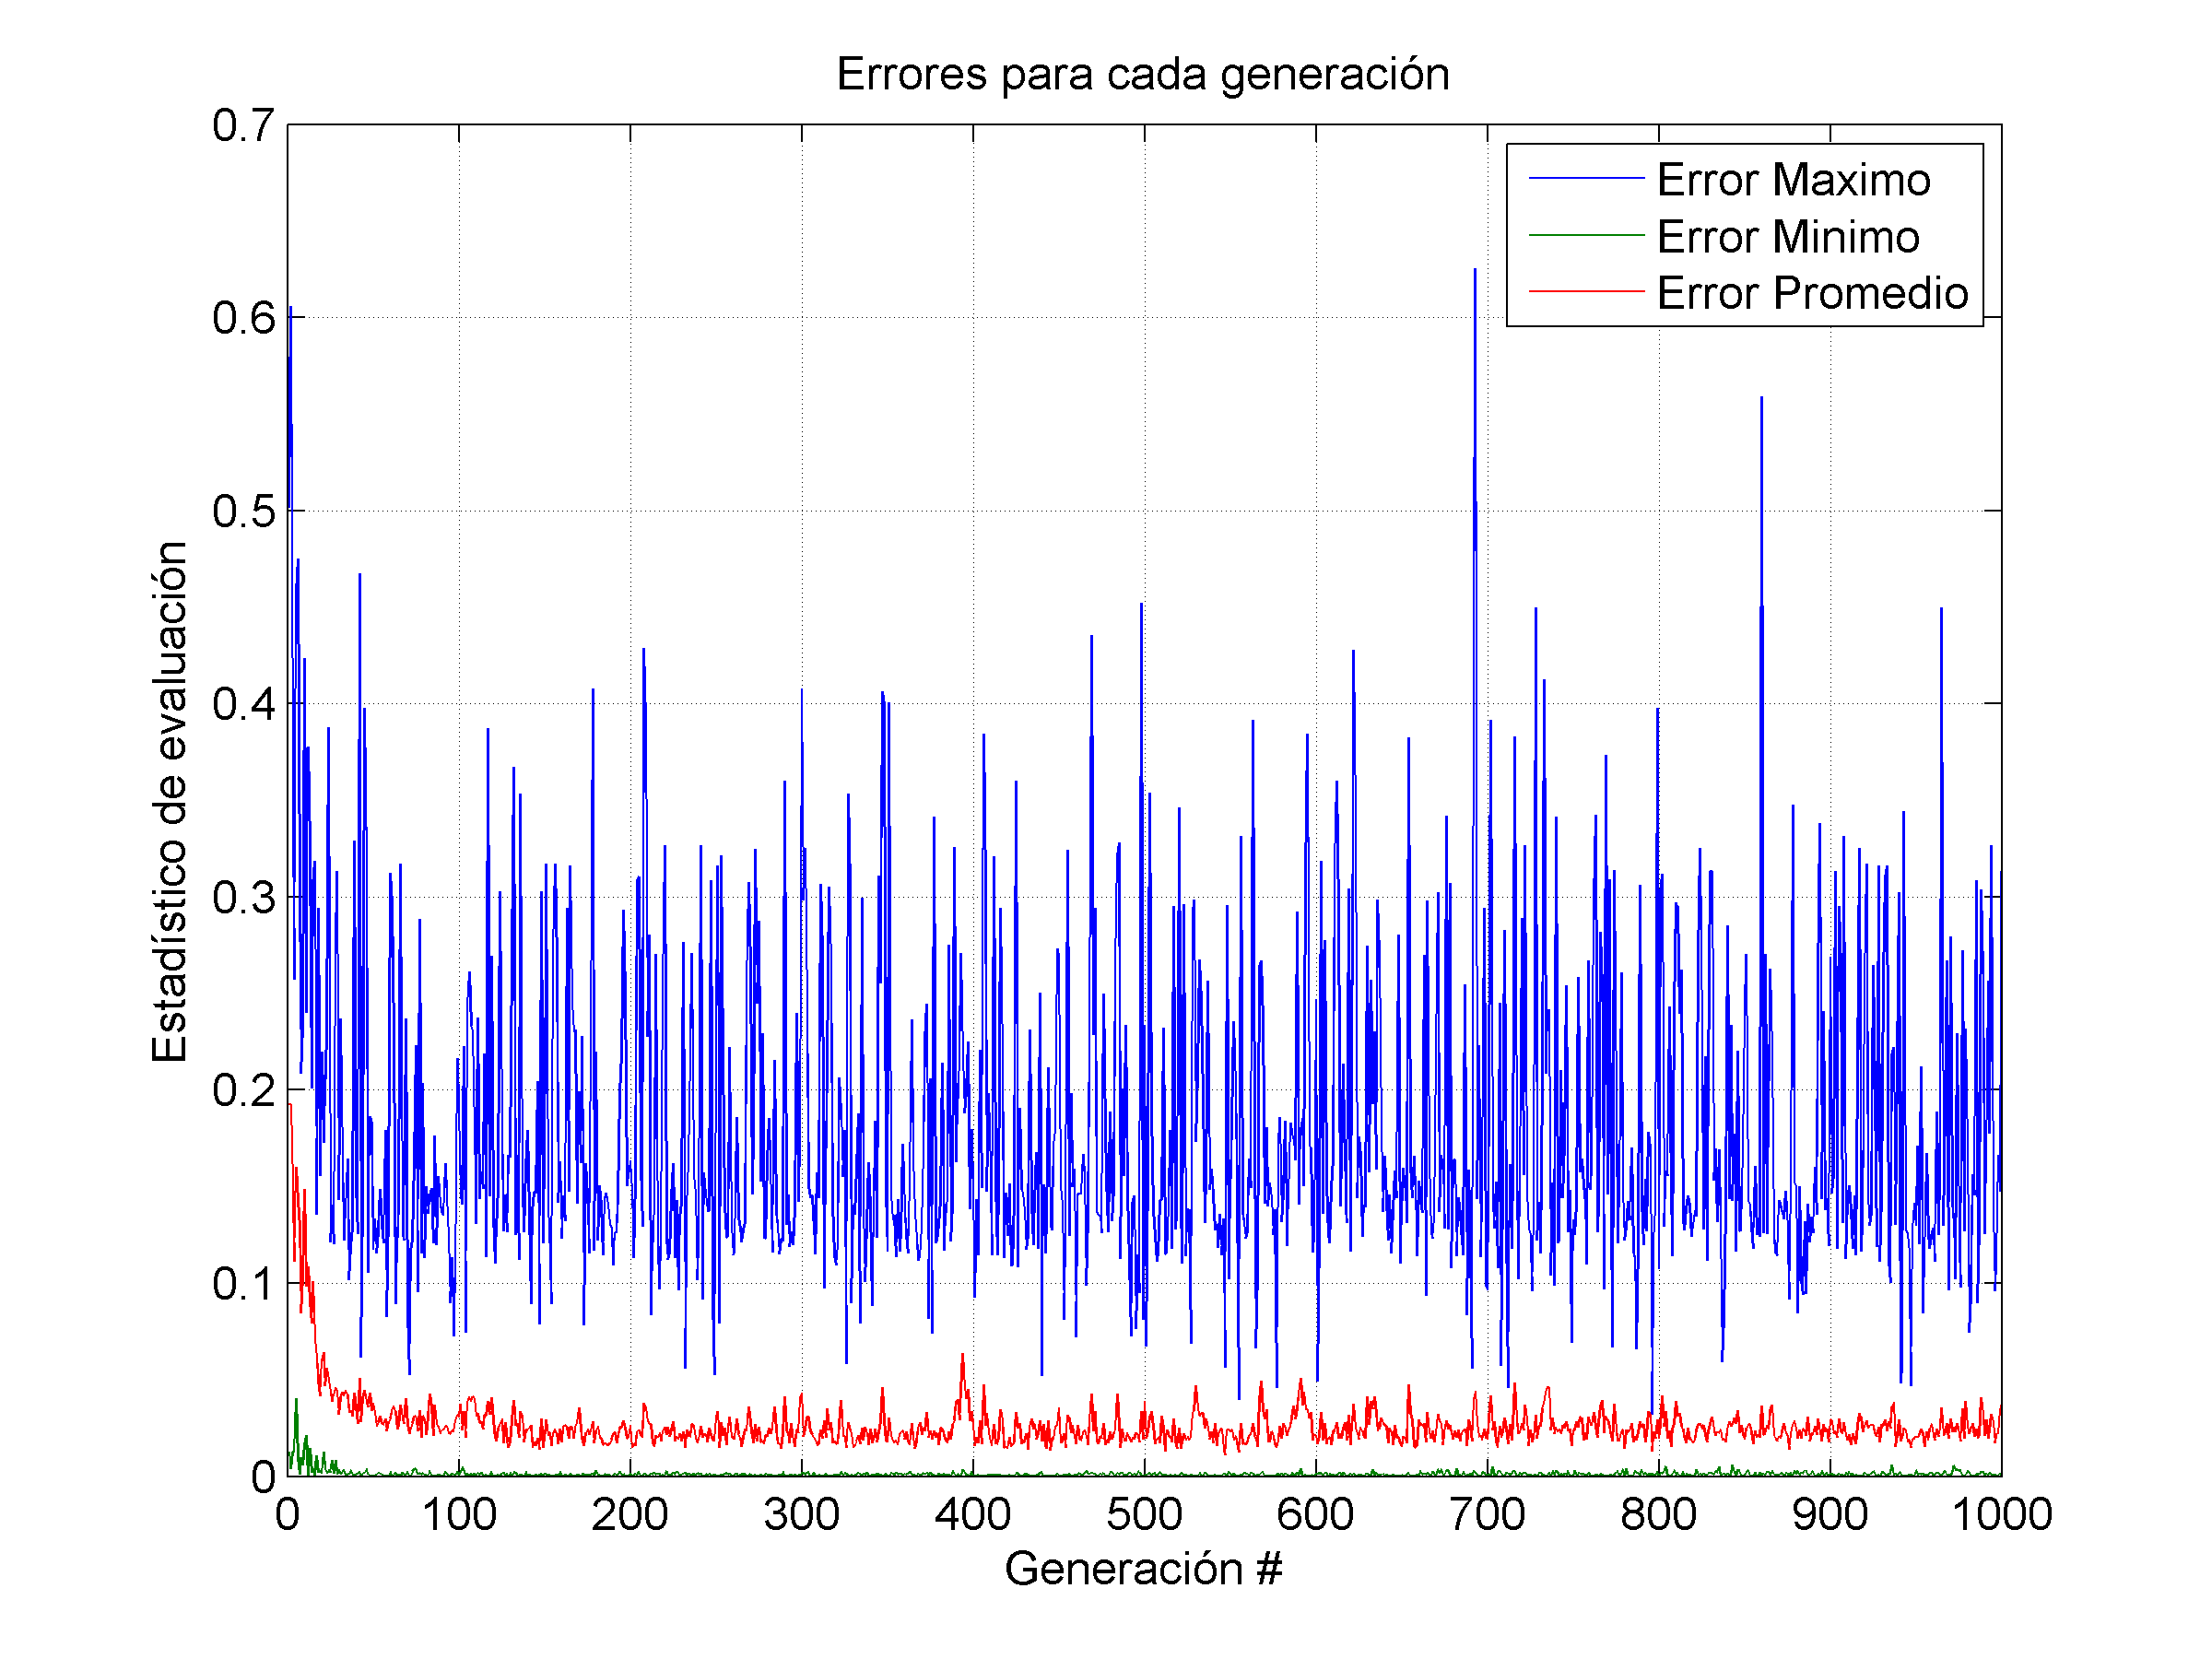 Errores para cada generación
0.7
0.6
0.5
0.4
0.3
0.2
0.1
0
Estadístico de evaluación
Error Maximo
Error Minimo
Error Promedio
0 100 200 300 400 500 600 700 800 900 1000
Generación #